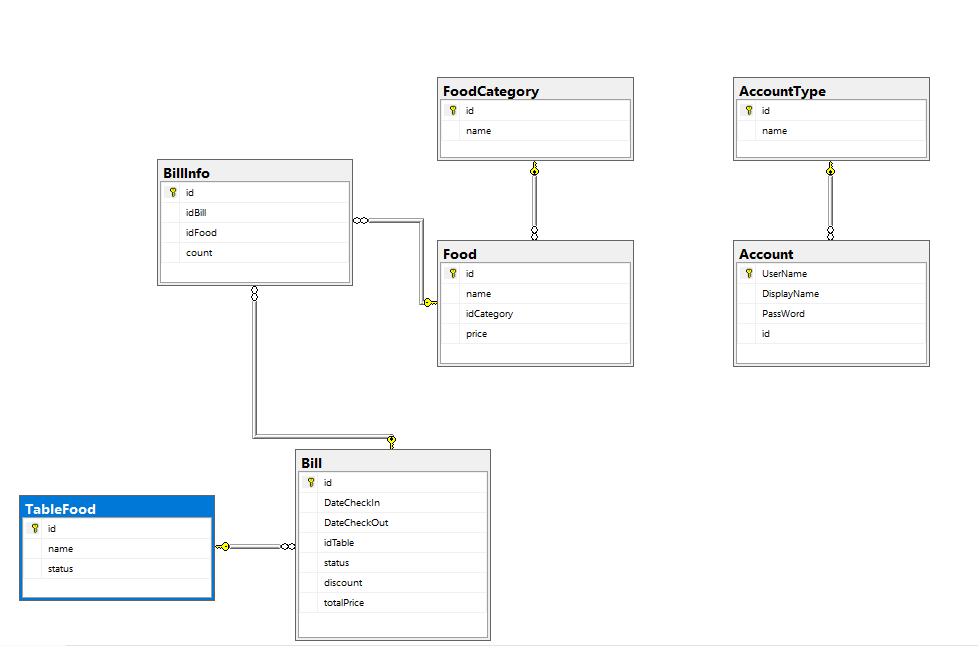 FoodCategory
id
name
AccountType
id
name
BillInfo
id
idBill
idFood
count
Food
id
name
idCategory
price
Account
UserName
DisplayName
PassWord
id
Bill
id
DateCheckIn
DateCheckOut
idTable
status
discount
totalPrice
TableFood
id
name
status